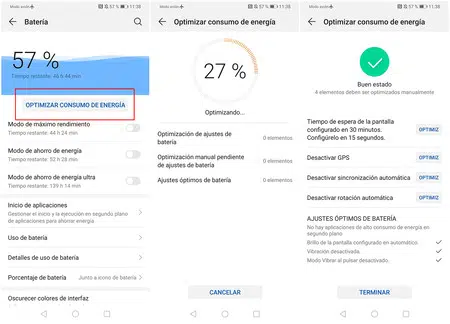 Modo avión 57 % 11:38
Batería
57 %
Tiempo restante: 46 h 44 min
OPTIMIZAR CONSUMO DE ENERGÍA
Modo de máximo rendimiento
Tiempo restante: 44 h 24 min
Modo de ahorro de energía
Tiempo restante: 52 h 28 min
Modo de ahorro de energía ultra
Tiempo restante: 139 h 14 min
Inicio de aplicaciones
Gestionar el inicio y la ejecución en segundo
plano de aplicaciones para ahorrar energía.
Uso de batería
Detalles de uso de batería
Porcentaje de batería Junto a icono de batería
Oscurecer colores de interfaz
Modo avión 57 % 11:38
Optimizar consumo de energía
27 %
Optimizando...
Optimización de ajustes de
batería
0 elementos
Optimización manual pendiente
de ajustes de batería
0 elementos
Ajustes óptimos de batería 0 elementos
CANCELAR
Modo avión 57 % 11:38
Optimizar consumo de energía
Buen estado
4 elementos deben ser optimizados manualmente
Tiempo de espera de la pantalla
configurado en 30 minutos.
Configúrelo en 15 segundos.
OPTIMIZ
Desactivar GPS OPTIMIZ
Desactivar sincronización automática OPTIMIZ
Desactivar rotación automática OPTIMIZ
AJUSTES ÓPTIMOS DE BATERÍA
No hay aplicaciones de alto consumo de energía en
segundo plano
Brillo de la pantalla configurado en automático.
Vibración desactivada.
Modo Vibrar al pulsar desactivado.
TERMINAR